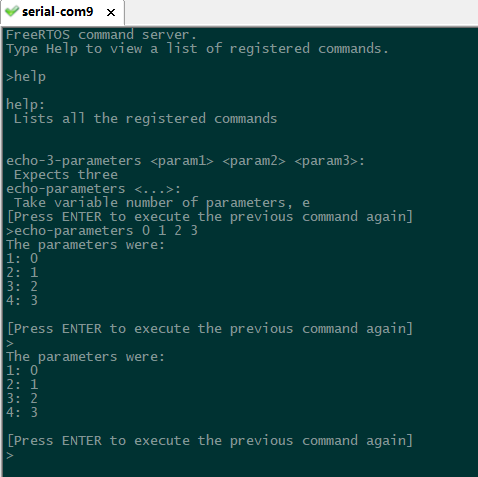 serial-com9
FreeRTOS command server.
Type Help to view a list of registered commands.
>help
help:
Lists all the registered commands
echo-3-parameters <param1> <param2> <param3>:
Expects three
echo-parameters <...>:
Take variable number of parameters, e
[Press ENTER to execute the previous command again]
>echo-parameters 0 1 2 3
The parameters were:
1: 0
2: 1
3: 2
4: 3
[Press ENTER to execute the previous command again]
>
The parameters were:
1: 0
2: 1
3: 2
4: 3
[Press ENTER to execute the previous command again]
>